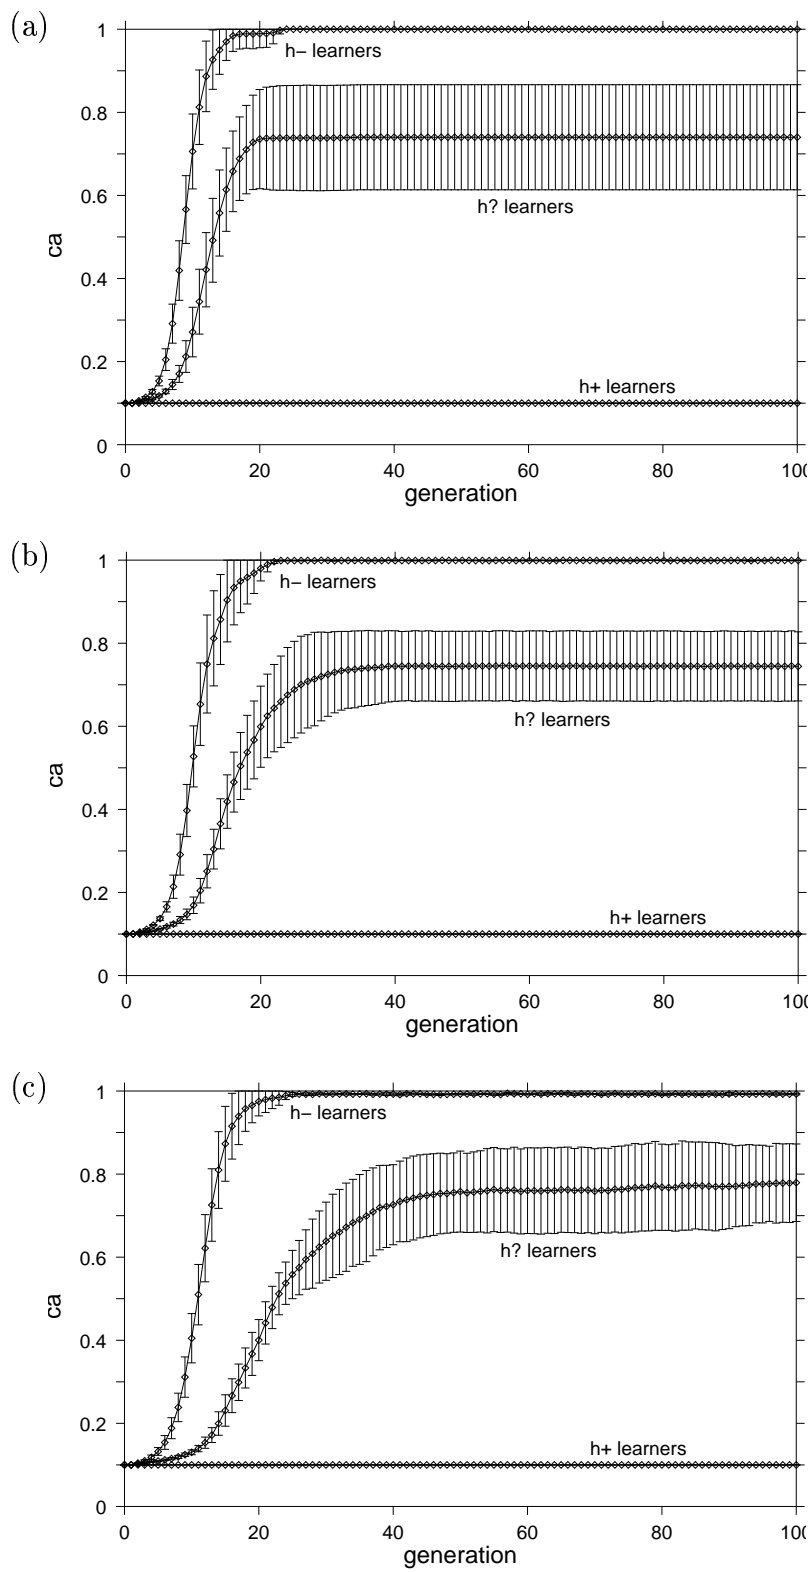 (a)
1
h− learners
0.8
h? learners
0.6
ca
0.4
0.2
h+ learners
0
0 20 40 60 80 100
generation
(b)
1
h− learners
0.8
h? learners
0.6
ca
0.4
0.2
h+ learners
0
0 20 40 60 80 100
generation
(c)
1
h− learners
0.8
h? learners
0.6
ca
0.4
0.2
h+ learners
0
0 20 40 60 80 100
generation